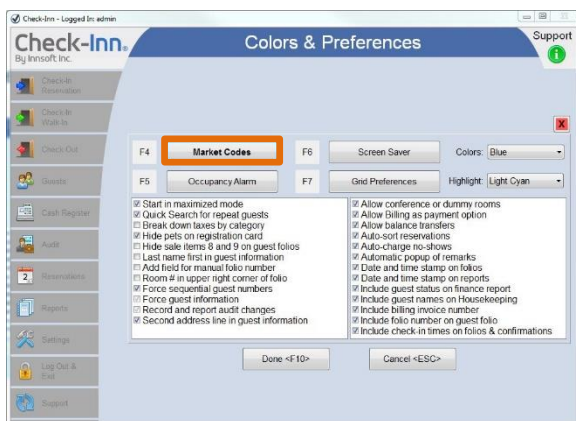 Check-Inn - Logged In: admin
Check-Inn®
By Innsoft Inc.
Colors & Preferences
Support
Check-In
Reservation
Check In
Walk-In
Check Out
Guests
Cash Register
Audit
2
Reservations
Reports
Settings
Log Out &
Exit
Support
X
F4
Market Codes
F6
Screen Saver
Colors:
Blue
F5
Occupancy Alarm
F7
Grid Preferences
Highlight:
Light Cyan
Start in maximized mode
Quick Search for repeat guests
Break down taxes by category
Hide pets on registration card
Hide sale items 8 and 9 on guest folios
Last name first in guest information
Add field for manual folio number
Room # in upper right corner of folio
Force sequential guest numbers
Force guest information
Record and report audit changes
Second address line in guest information
Allow conference or dummy rooms
Allow Billing as payment option
Allow balance transfers
Auto-sort reservations
Auto-charge no-shows
Automatic popup of remarks
Date and time stamp on folios
Date and time stamp on reports
Include guest status on finance report
Include guest names on Housekeeping
Include billing invoice number
Include folio number on guest folio
Include check-in times on folios & confirmations
Done <F10>
Cancel <ESC>